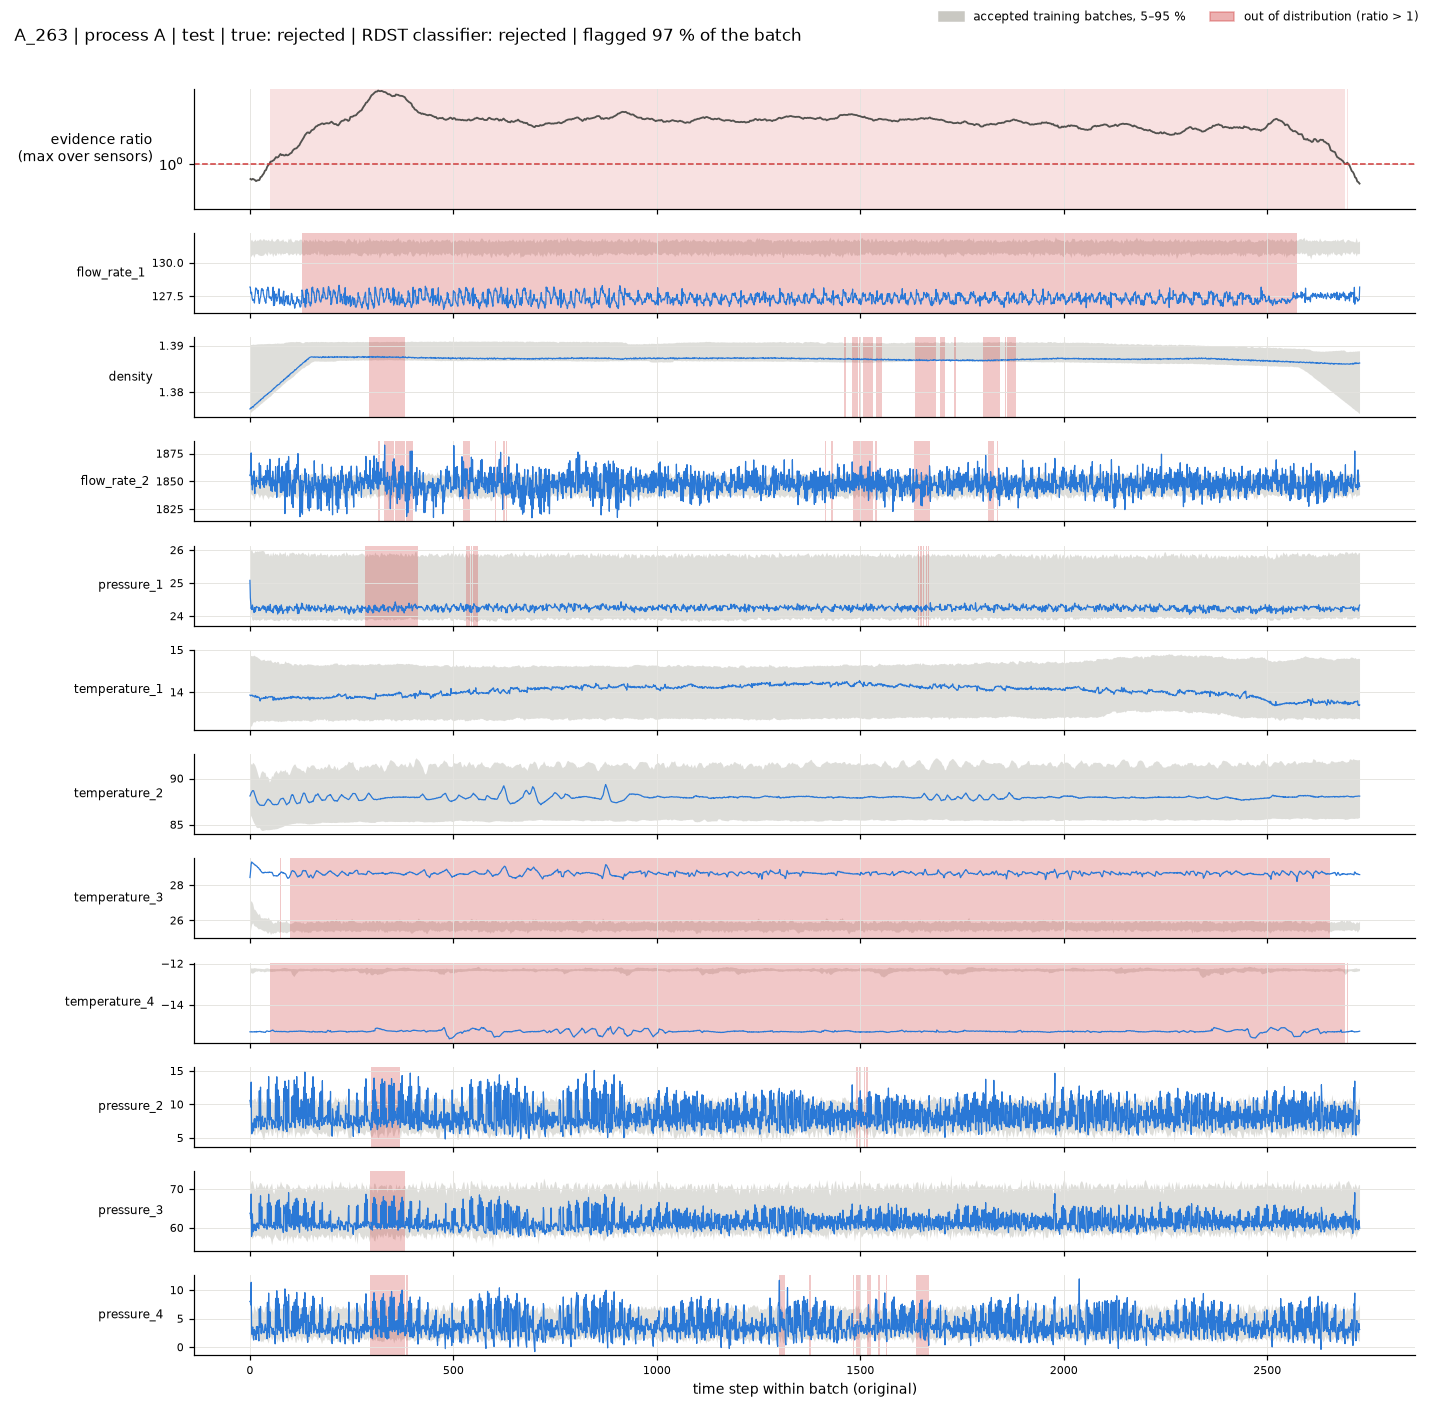 accepted training batches, 5–95 %
out of distribution (ratio > 1)
A_263 | process A | test | true: rejected | RDST classifier: rejected | flagged 97 % of the batch
evidence ratio
(max over sensors)
10⁰
flow_rate_1
130.0
127.5
density
1.39
1.38
flow_rate_2
1875
1850
1825
pressure_1
26
25
24
temperature_1
15
14
temperature_2
90
85
temperature_3
28
26
temperature_4
−12
−14
pressure_2
15
10
5
pressure_3
70
60
pressure_4
10
5
0
0 500 1000 1500 2000 2500
time step within batch (original)